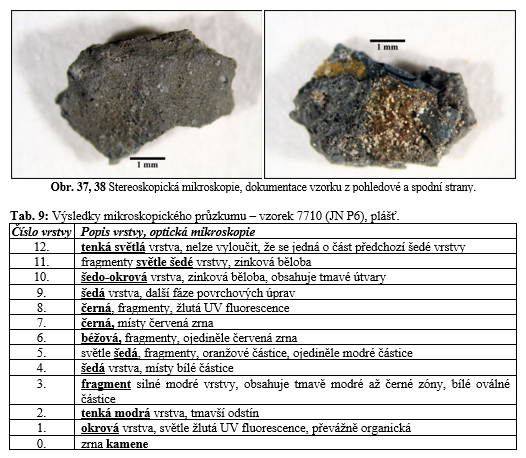 1 mm
1 mm
Obr. 37, 38 Stereoskopická mikroskopie, dokumentace vzorku z pohledové a spodní strany.
Tab. 9: Výsledky mikroskopického průzkumu – vzorek 7710 (JN P6), plášť.
Číslo vrstvy Popis vrstvy, optická mikroskopie
12. tenká světlá vrstva, nelze vyloučit, že se jedná o část předchozí šedé vrstvy
11. fragmenty světle šedé vrstvy, zinková běloba
10. šedo-okrová vrstva, zinková běloba, obsahuje tmavé útvary
9. šedá vrstva, další fáze povrchových úprav
8. černá, fragmenty, žlutá UV fluorescence
7. černá, místy červená zrna
6. béžová, fragmenty, ojediněle červená zrna
5. světle šedá, fragmenty, oranžové částice, ojediněle modré částice
4. šedá vrstva, místy bílé částice
3. fragment silné modré vrstvy, obsahuje tmavě modré až černé zóny, bílé oválné
částice
2. tenká modrá vrstva, tmavší odstín
1. okrová vrstva, světle žlutá UV fluorescence, převážně organická
0. zrna kamene